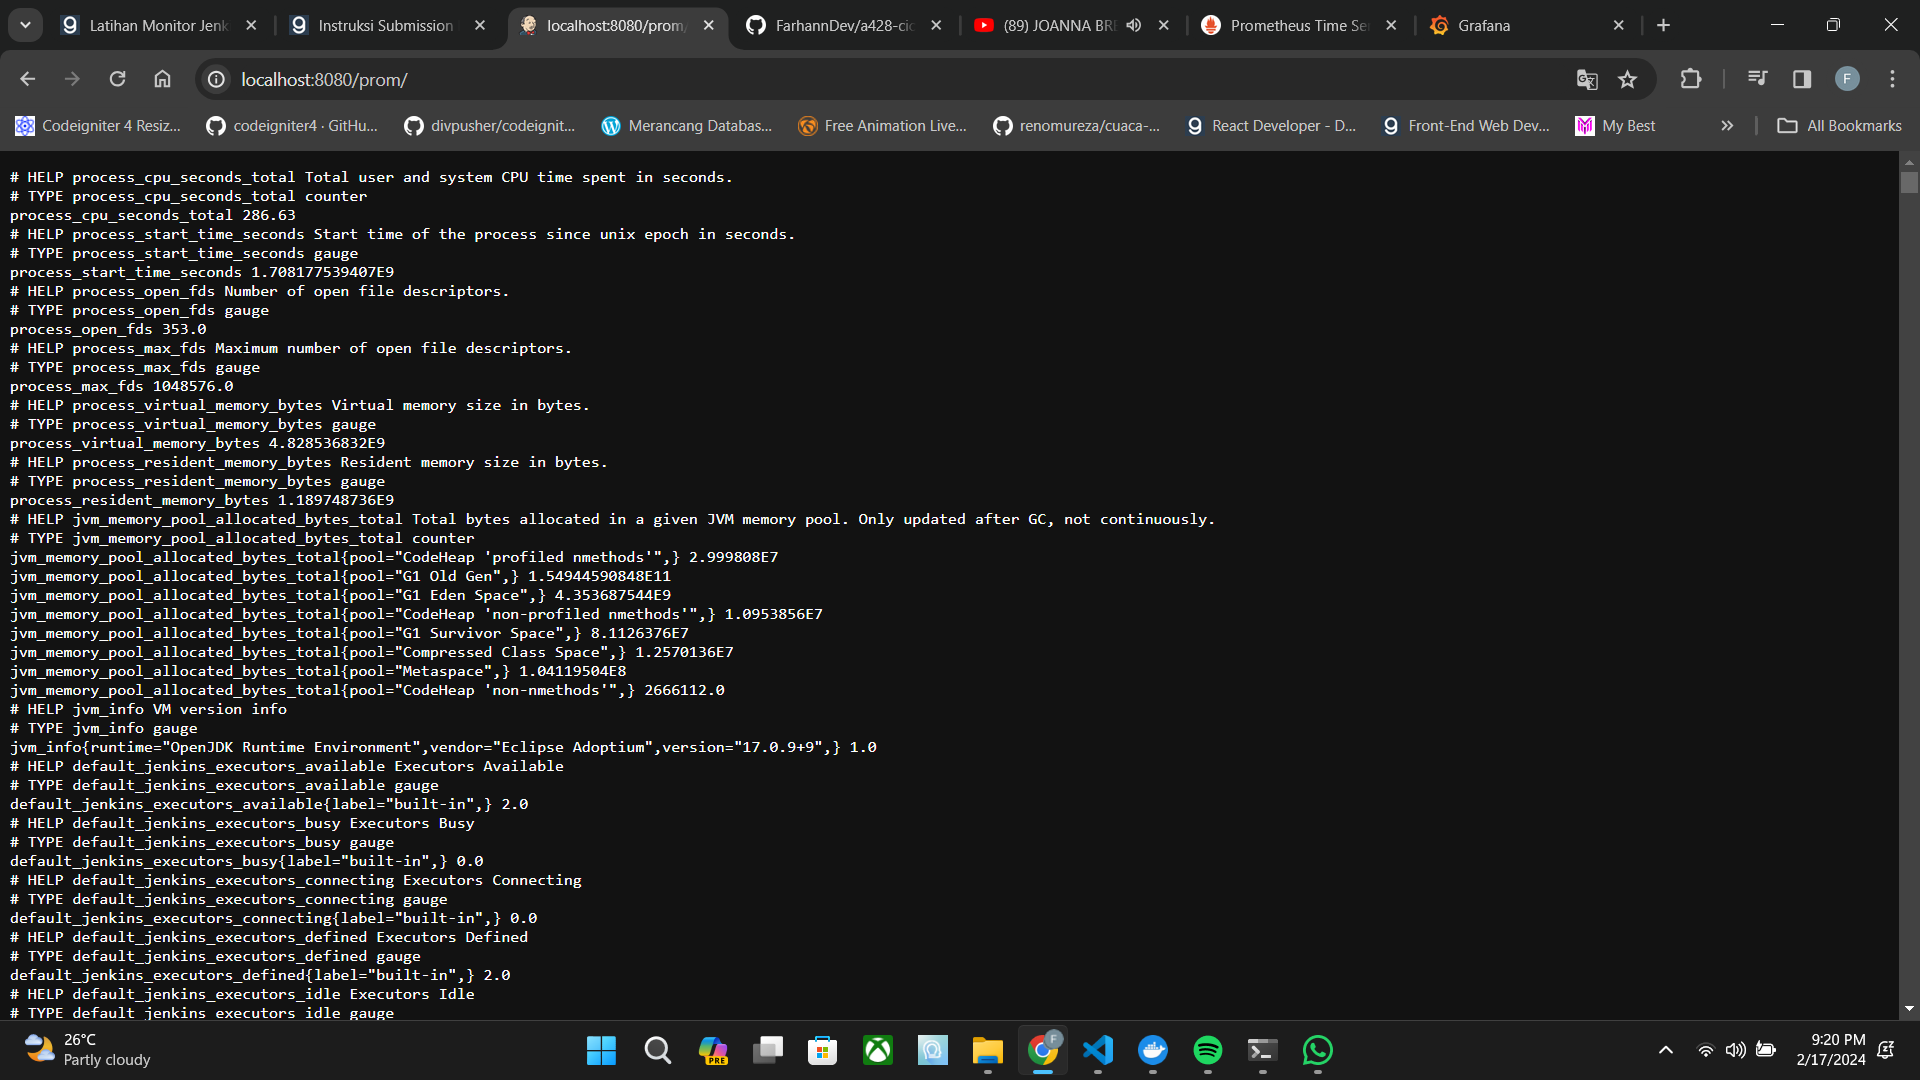 Latihan Monitor Jenk
Instruksi Submission
localhost:8080/prom/
FarhannDev/a428-cic
(89) JOANNA BRE
Prometheus Time Se
Grafana
localhost:8080/prom/
F
Codeigniter 4 Resiz...
codeigniter4 · GitHu...
divpusher/codeignit...
Merancang Databas...
Free Animation Live...
renomureza/cuaca-...
React Developer - D...
Front-End Web Dev...
My Best
All Bookmarks
# HELP process_cpu_seconds_total Total user and system CPU time spent in seconds.
# TYPE process_cpu_seconds_total counter
process_cpu_seconds_total 286.63
# HELP process_start_time_seconds Start time of the process since unix epoch in seconds.
# TYPE process_start_time_seconds gauge
process_start_time_seconds 1.708177539407E9
# HELP process_open_fds Number of open file descriptors.
# TYPE process_open_fds gauge
process_open_fds 353.0
# HELP process_max_fds Maximum number of open file descriptors.
# TYPE process_max_fds gauge
process_max_fds 1048576.0
# HELP process_virtual_memory_bytes Virtual memory size in bytes.
# TYPE process_virtual_memory_bytes gauge
process_virtual_memory_bytes 4.828536832E9
# HELP process_resident_memory_bytes Resident memory size in bytes.
# TYPE process_resident_memory_bytes gauge
process_resident_memory_bytes 1.189748736E9
# HELP jvm_memory_pool_allocated_bytes_total Total bytes allocated in a given JVM memory pool. Only updated after GC, not continuously.
# TYPE jvm_memory_pool_allocated_bytes_total counter
jvm_memory_pool_allocated_bytes_total{pool="CodeHeap 'profiled nmethods'",} 2.999808E7
jvm_memory_pool_allocated_bytes_total{pool="G1 Old Gen",} 1.54944590848E11
jvm_memory_pool_allocated_bytes_total{pool="G1 Eden Space",} 4.353687544E9
jvm_memory_pool_allocated_bytes_total{pool="CodeHeap 'non-profiled nmethods'",} 1.0953856E7
jvm_memory_pool_allocated_bytes_total{pool="G1 Survivor Space",} 8.1126376E7
jvm_memory_pool_allocated_bytes_total{pool="Compressed Class Space",} 1.2570136E7
jvm_memory_pool_allocated_bytes_total{pool="Metaspace",} 1.04119504E8
jvm_memory_pool_allocated_bytes_total{pool="CodeHeap 'non-nmethods'",} 2666112.0
# HELP jvm_info VM version info
# TYPE jvm_info gauge
jvm_info{runtime="OpenJDK Runtime Environment",vendor="Eclipse Adoptium",version="17.0.9+9",} 1.0
# HELP default_jenkins_executors_available Executors Available
# TYPE default_jenkins_executors_available gauge
default_jenkins_executors_available{label="built-in",} 2.0
# HELP default_jenkins_executors_busy Executors Busy
# TYPE default_jenkins_executors_busy gauge
default_jenkins_executors_busy{label="built-in",} 0.0
# HELP default_jenkins_executors_connecting Executors Connecting
# TYPE default_jenkins_executors_connecting gauge
default_jenkins_executors_connecting{label="built-in",} 0.0
# HELP default_jenkins_executors_defined Executors Defined
# TYPE default_jenkins_executors_defined gauge
default_jenkins_executors_defined{label="built-in",} 2.0
# HELP default_jenkins_executors_idle Executors Idle
# TYPE default_jenkins_executors_idle gauge
26°C
Partly cloudy
PRE
F
9:20 PM
2/17/2024